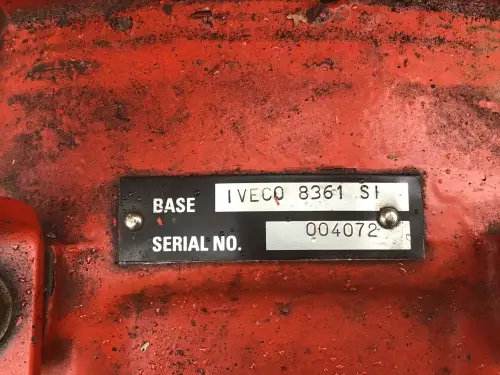 BASE IVECO 8361 SI
SERIAL NO. 004072